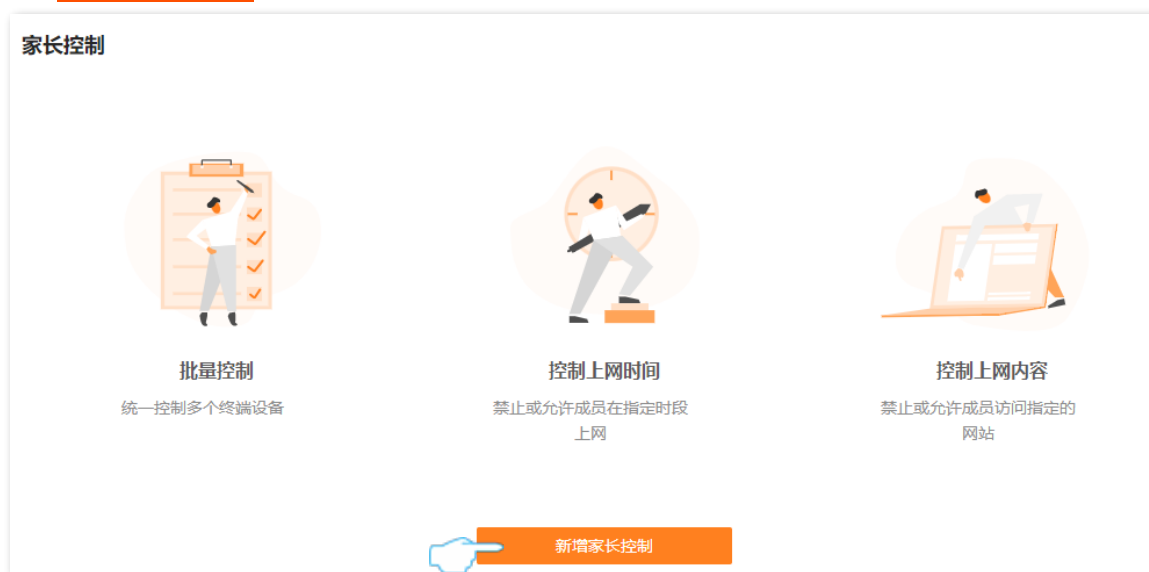 家长控制
批量控制
统一控制多个终端设备
控制上网时间
禁止或允许成员在指定时段
上网
控制上网内容
禁止或允许成员访问指定的
网站
新增家长控制